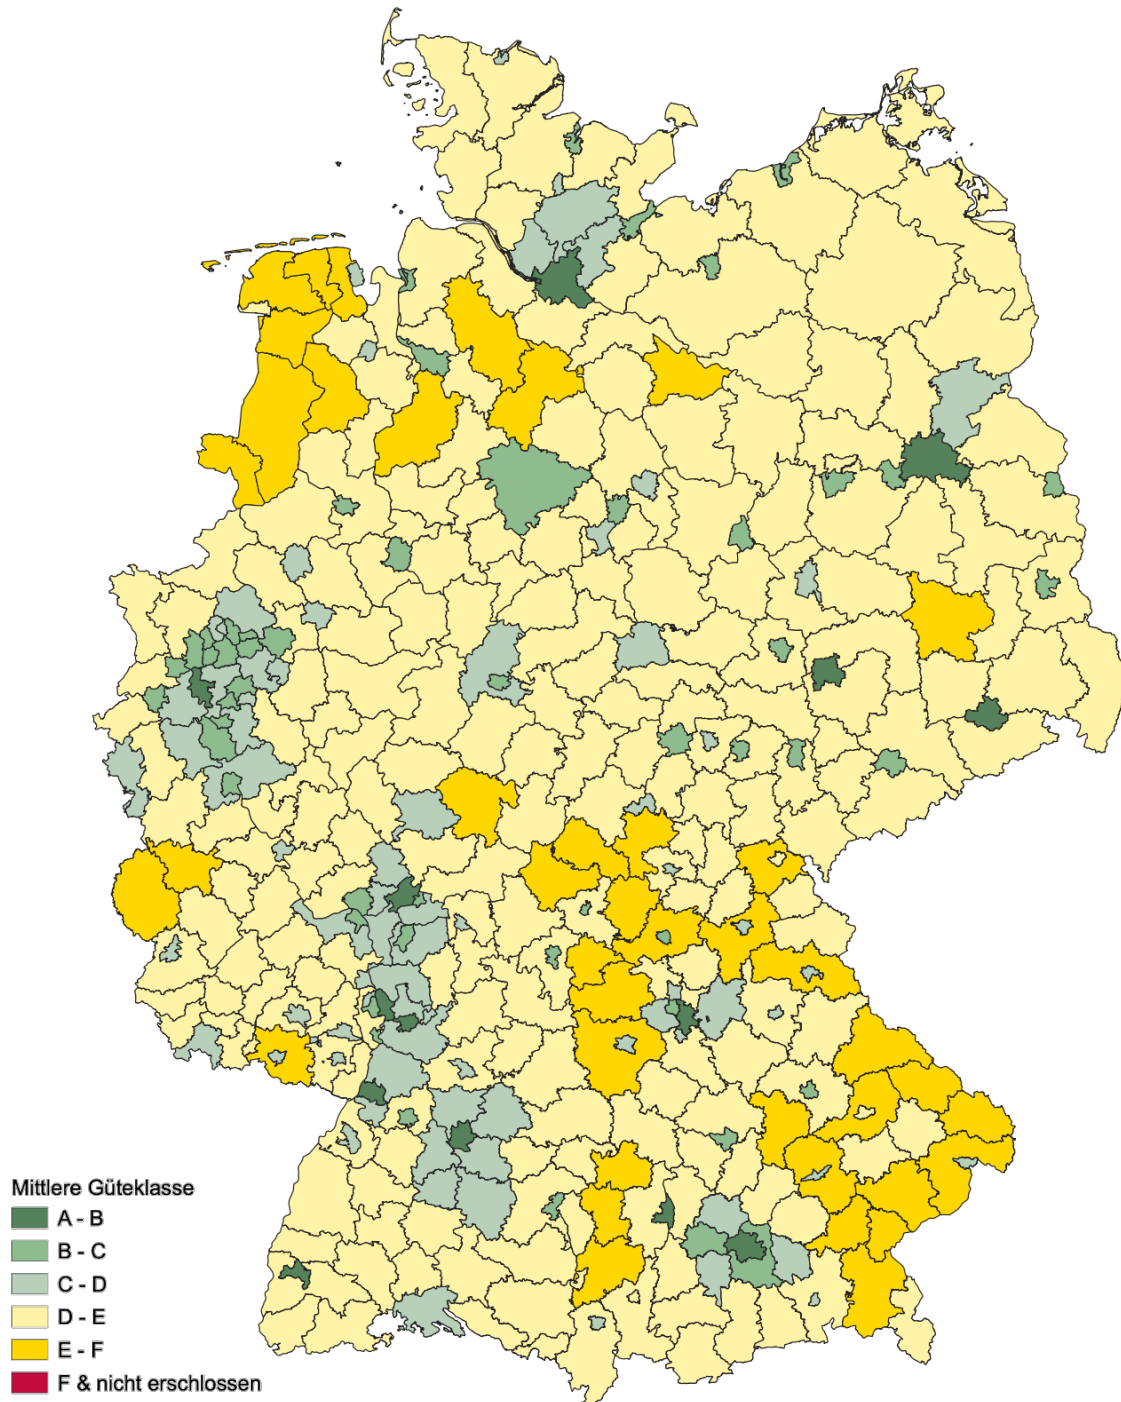 Mittlere Güteklasse
A - B
B - C
C - D
D - E
E - F
F & nicht erschlossen